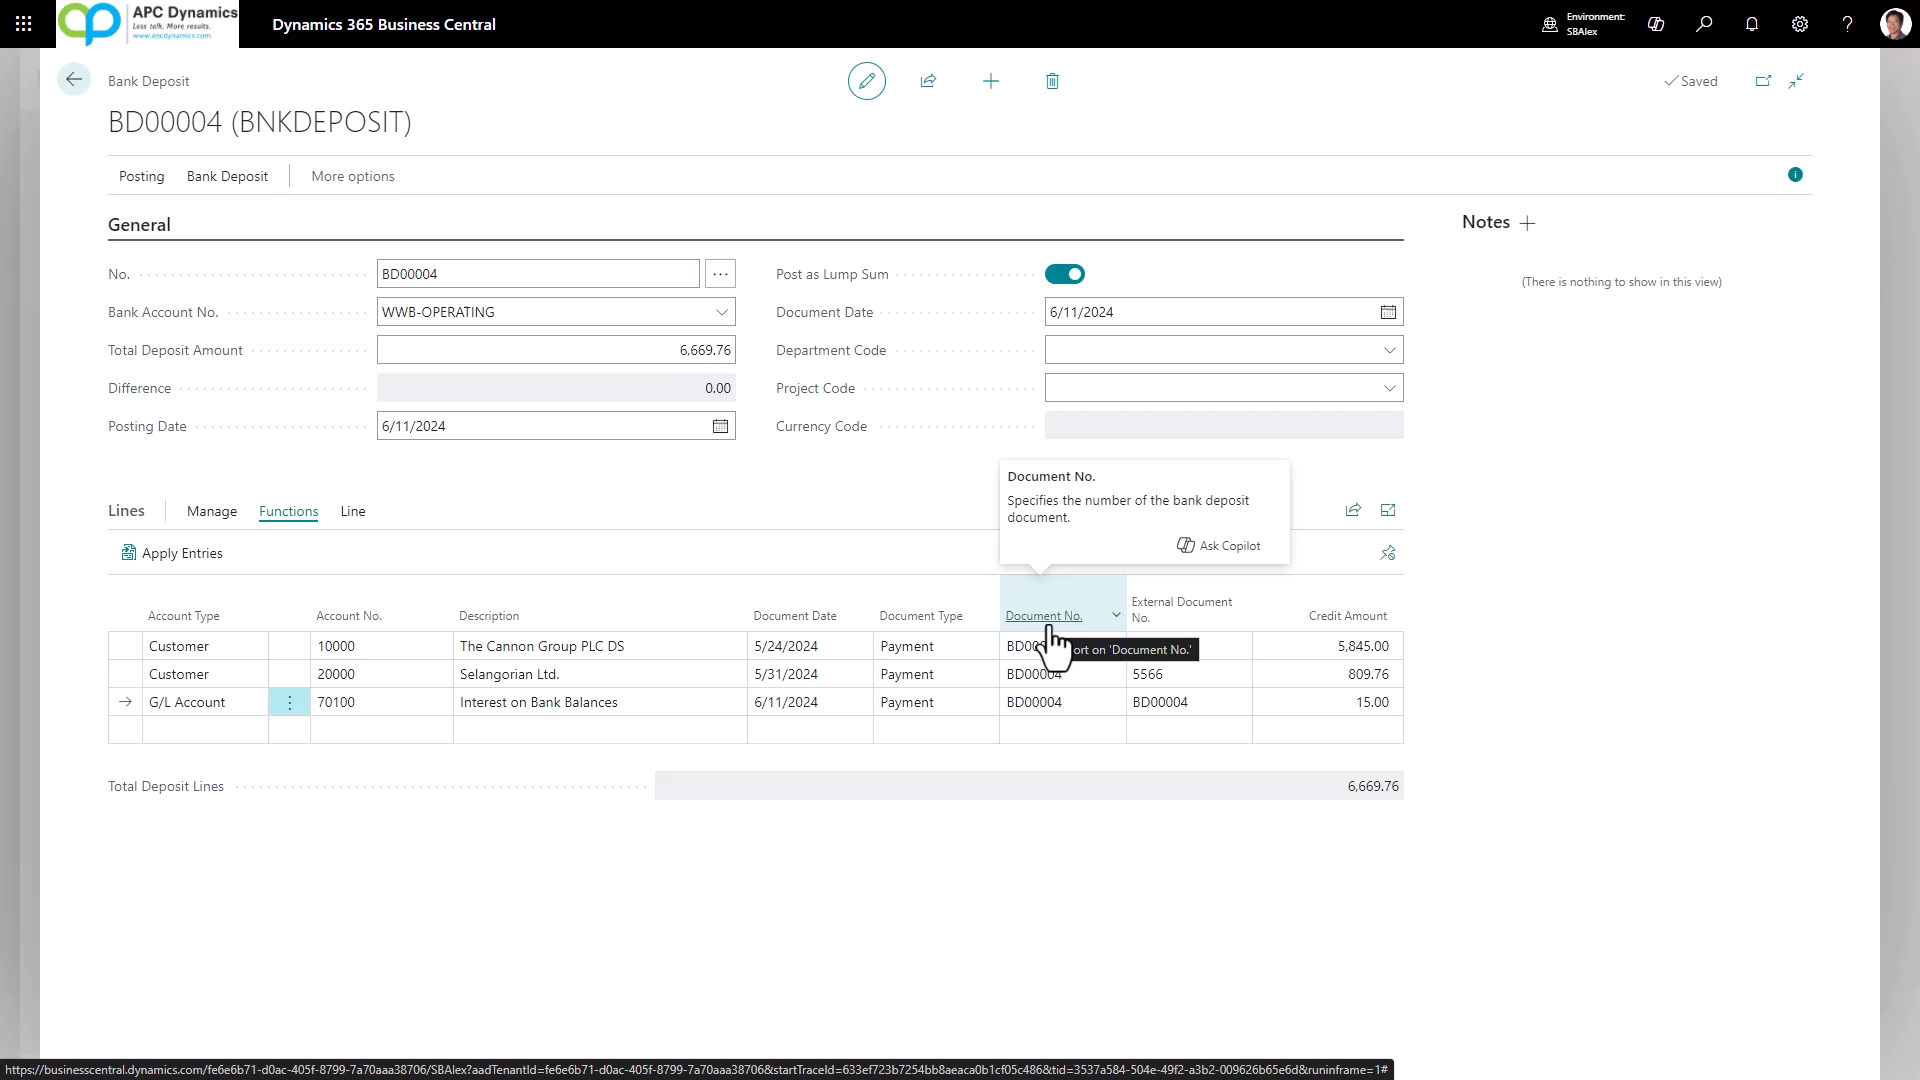 APC Dynamics
Less talk. More results.
www.apcdynamics.com
Dynamics 365 Business Central
Environment:
SBAlex
Bank Deposit
Saved
BD00004 (BNKDEPOSIT)
Posting Bank Deposit More options
General
Notes
(There is nothing to show in this view)
No. BD00004
Bank Account No. WWB-OPERATING
Total Deposit Amount 6,669.76
Difference 0.00
Posting Date 6/11/2024
Post as Lump Sum
Document Date 6/11/2024
Department Code
Project Code
Currency Code
Document No.
Specifies the number of the bank deposit
document.
Ask Copilot
Lines Manage Functions Line
Apply Entries
Account Type Account No. Description Document Date Document Type Document No. External Document No. Credit Amount
Customer 10000 The Cannon Group PLC DS 5/24/2024 Payment 5,845.00
ort on 'Document No.'
Customer 20000 Selangorian Ltd. 5/31/2024 Payment BD00004 5566 809.76
G/L Account 70100 Interest on Bank Balances 6/11/2024 Payment BD00004 BD00004 15.00
Total Deposit Lines 6,669.76
https://businesscentral.dynamics.com/fe6e6b71-d0ac-405f-8799-7a70aaa38706/SBAlex?aadTenantId=fe6e6b71-d0ac-405f-8799-7a70aaa38706&startTraceId=633ef723b7254bb8aeaca0b1cf05c486&tid=3537a584-504e-49f2-a3b2-009626b65e6d&runinframe=1#